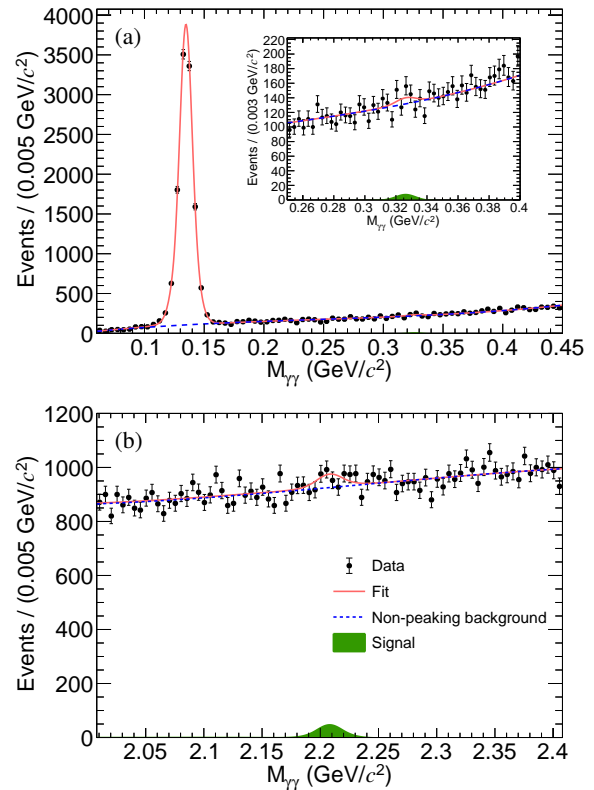 (a)
Events / (0.005 GeV/c²)
4000
3500
3000
2500
2000
1500
1000
500
0
0.1 0.15 0.2 0.25 0.3 0.35 0.4 0.45
Mγγ (GeV/c²)
Events / (0.003 GeV/c²)
220
200
180
160
140
120
100
80
60
40
20
0
0.26 0.28 0.3 0.32 0.34 0.36 0.38 0.4
Mγγ (GeV/c²)
(b)
Events / (0.005 GeV/c²)
1200
1000
800
600
400
200
0
Data
Fit
Non-peaking background
Signal
2.05 2.1 2.15 2.2 2.25 2.3 2.35 2.4
Mγγ (GeV/c²)